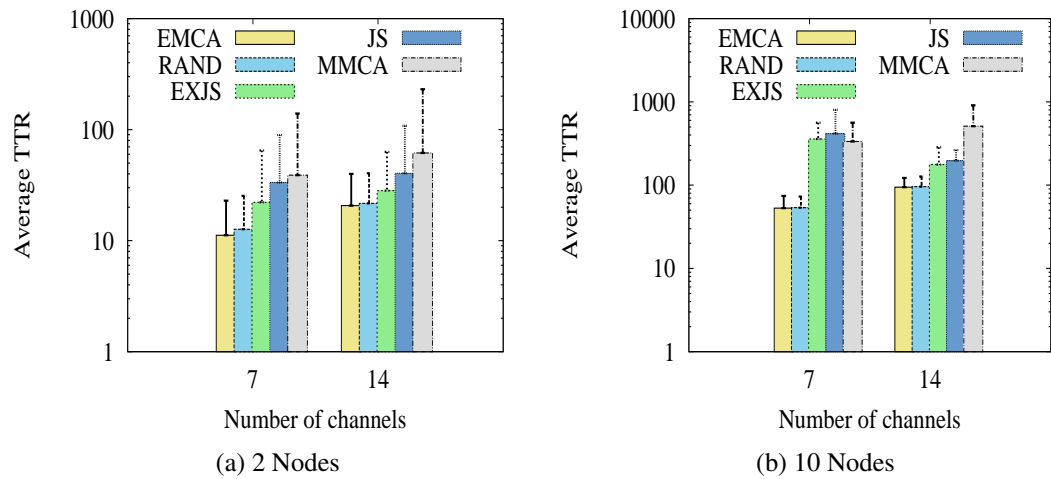 1000
100
10
1
Average TTR
EMCA
RAND
EXJS
JS
MMCA
7
14
Number of channels
(a) 2 Nodes
10000
1000
100
10
1
Average TTR
EMCA
RAND
EXJS
JS
MMCA
7
14
Number of channels
(b) 10 Nodes